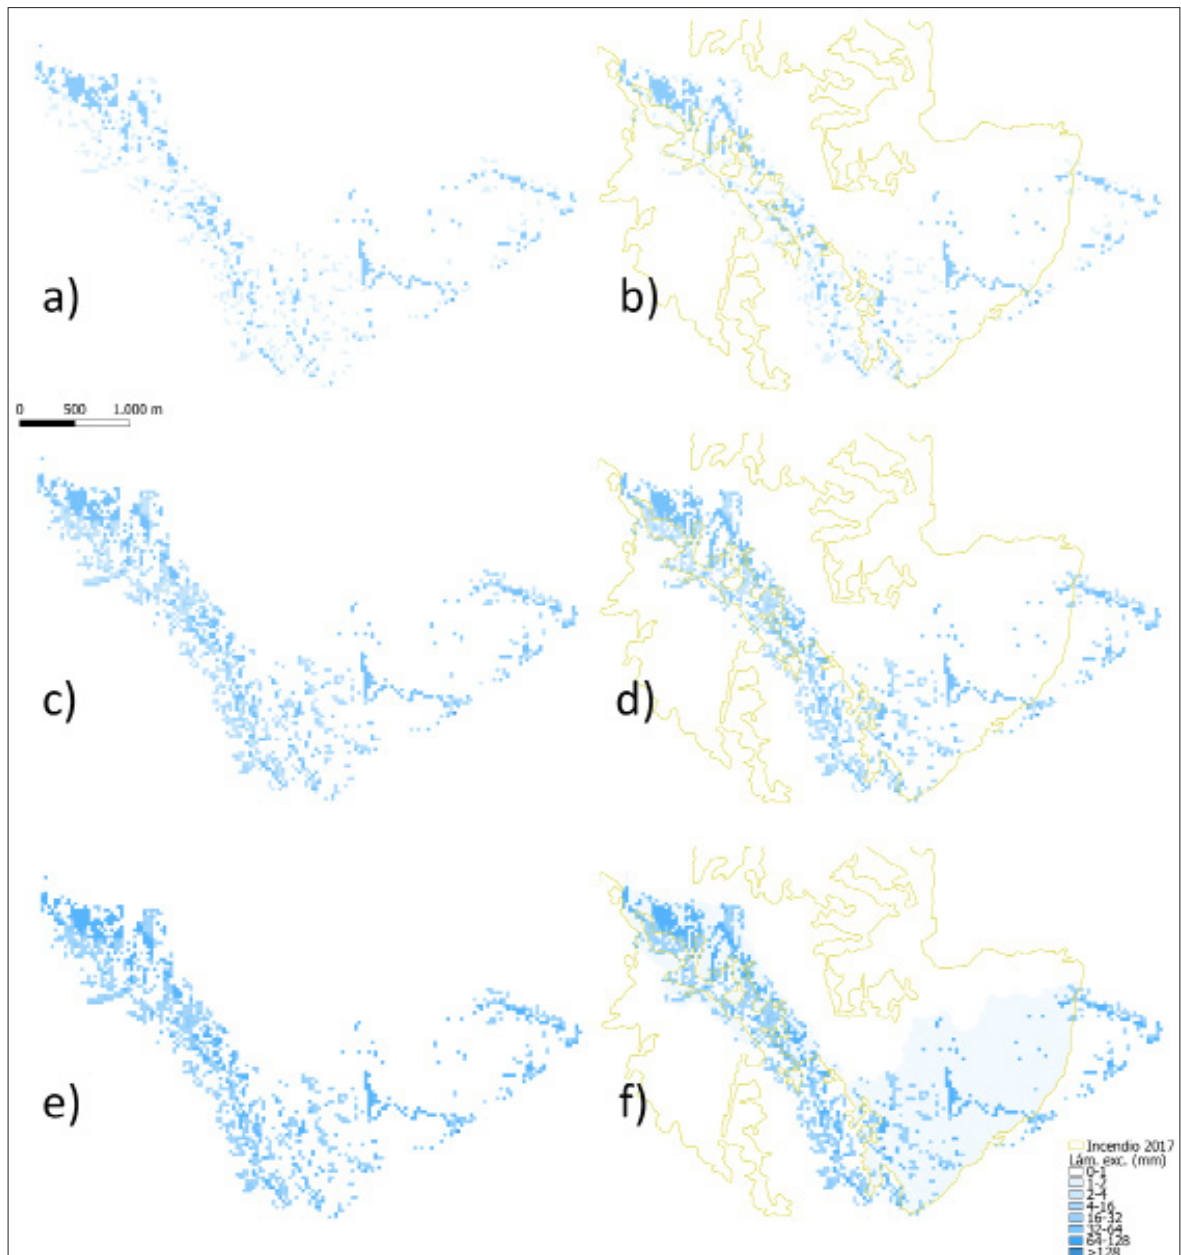 a)
b)
0 500 1.000 m
c)
d)
e)
f)
Incendio 2017
Lám. exc. (mm)
0-1
1-2
2-4
4-16
16-32
32-64
64-128
>128